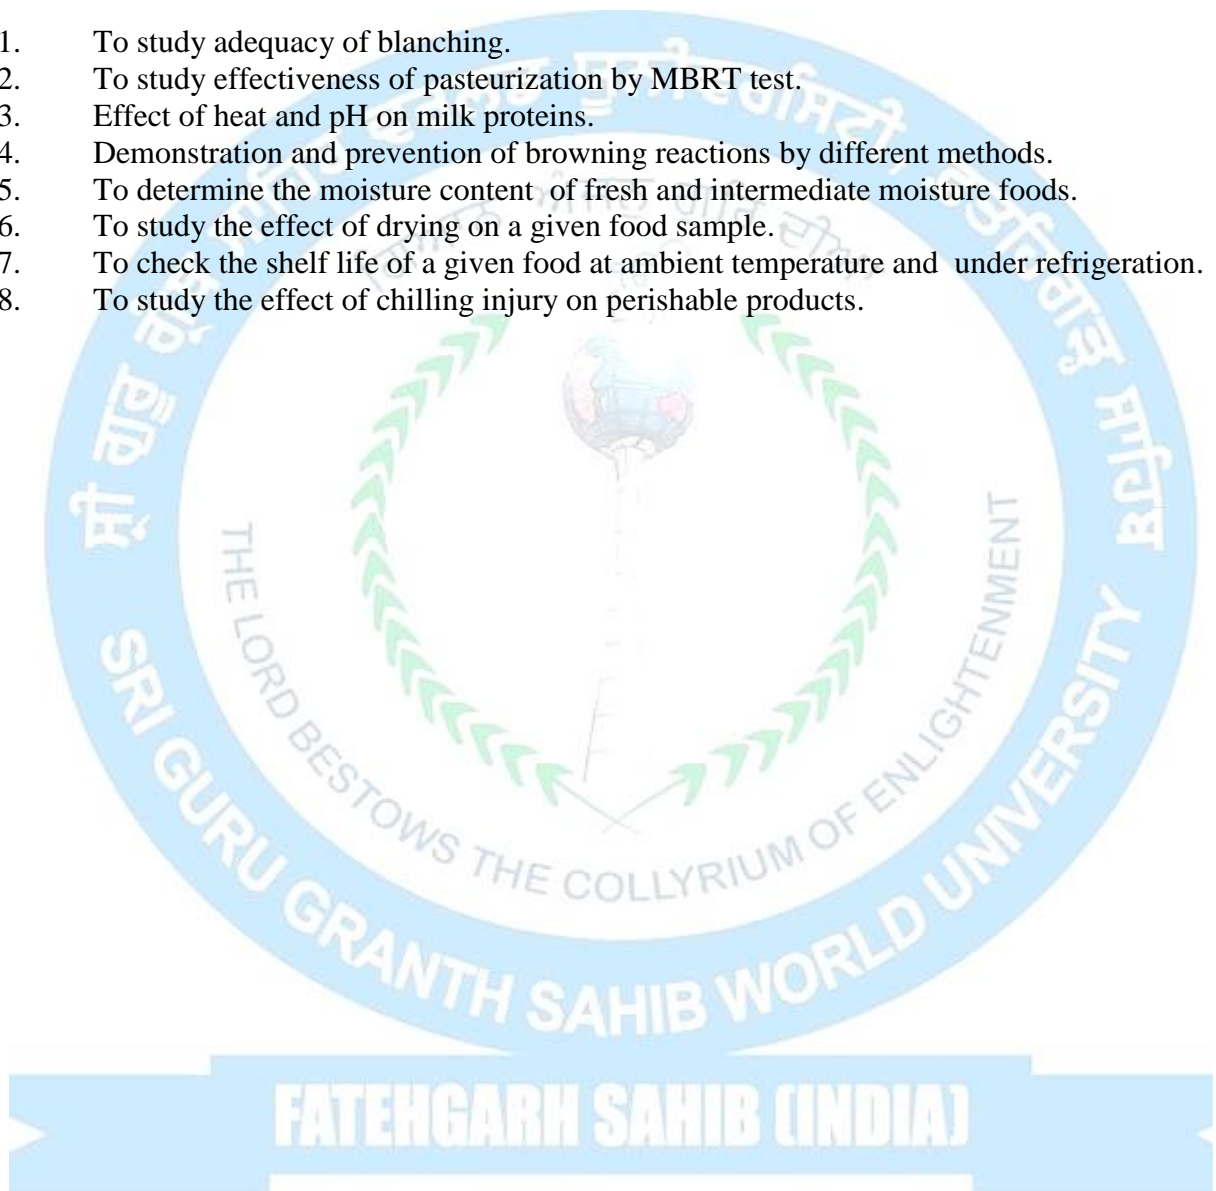 1. To study adequacy of blanching.
2. To study effectiveness of pasteurization by MBRT test.
3. Effect of heat and pH on milk proteins.
4. Demonstration and prevention of browning reactions by different methods.
5. To determine the moisture content of fresh and intermediate moisture foods.
6. To study the effect of drying on a given food sample.
7. To check the shelf life of a given food at ambient temperature and under refrigeration.
8. To study the effect of chilling injury on perishable products.
ਸ੍ਰੀ ਗੁਰੂ ਗ੍ਰੰਥ ਸਾਹਿਬ ਵਰਲਡ ਯੂਨੀਵਰਸਿਟੀ ਫ਼ਤਹਿਗੜ੍ਹ ਸਾਹਿਬ
THE LORD BESTOWS THE COLLYRIUM OF ENLIGHTENMENT
SRI GURU GRANTH SAHIB WORLD UNIVERSITY
FATEHGARH SAHIB (INDIA)